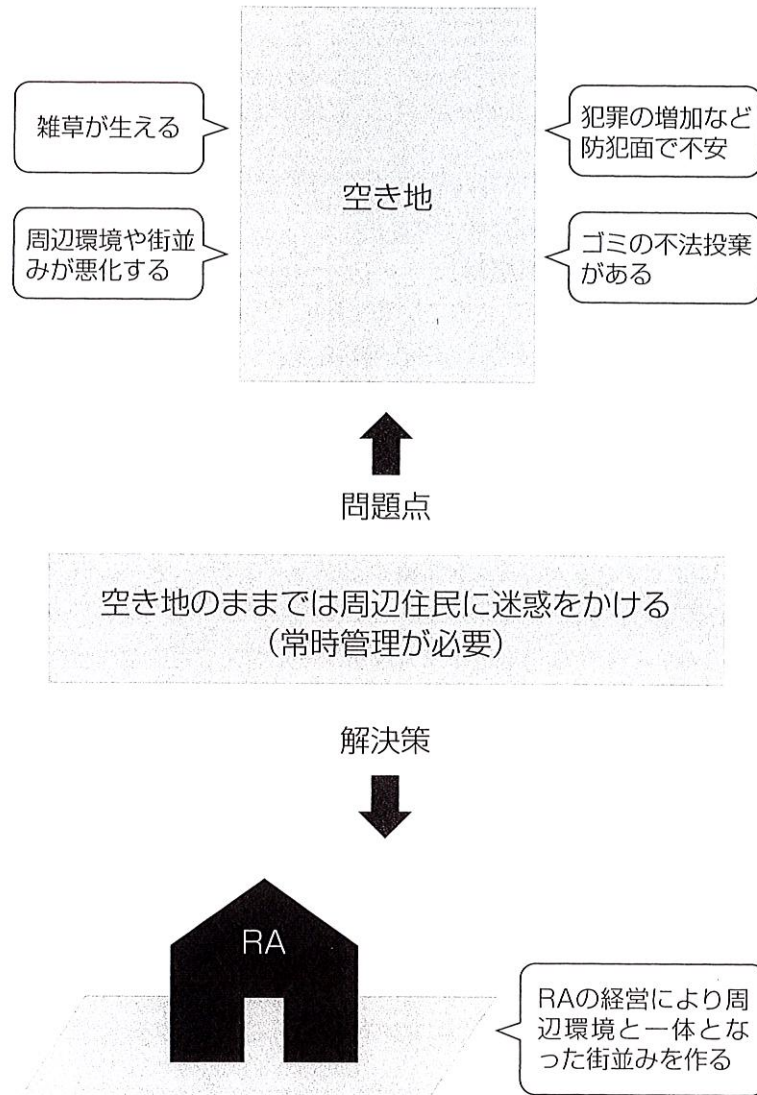 雑草が生える
犯罪の増加など
防犯面で不安
空き地
周辺環境や街並
みが悪化する
ゴミの不法投棄
がある
問題点
空き地のままでは周辺住民に迷惑をかける
（常時管理が必要）
解決策
RA
RAの経営により周
辺環境と一体とな
った街並みを作る